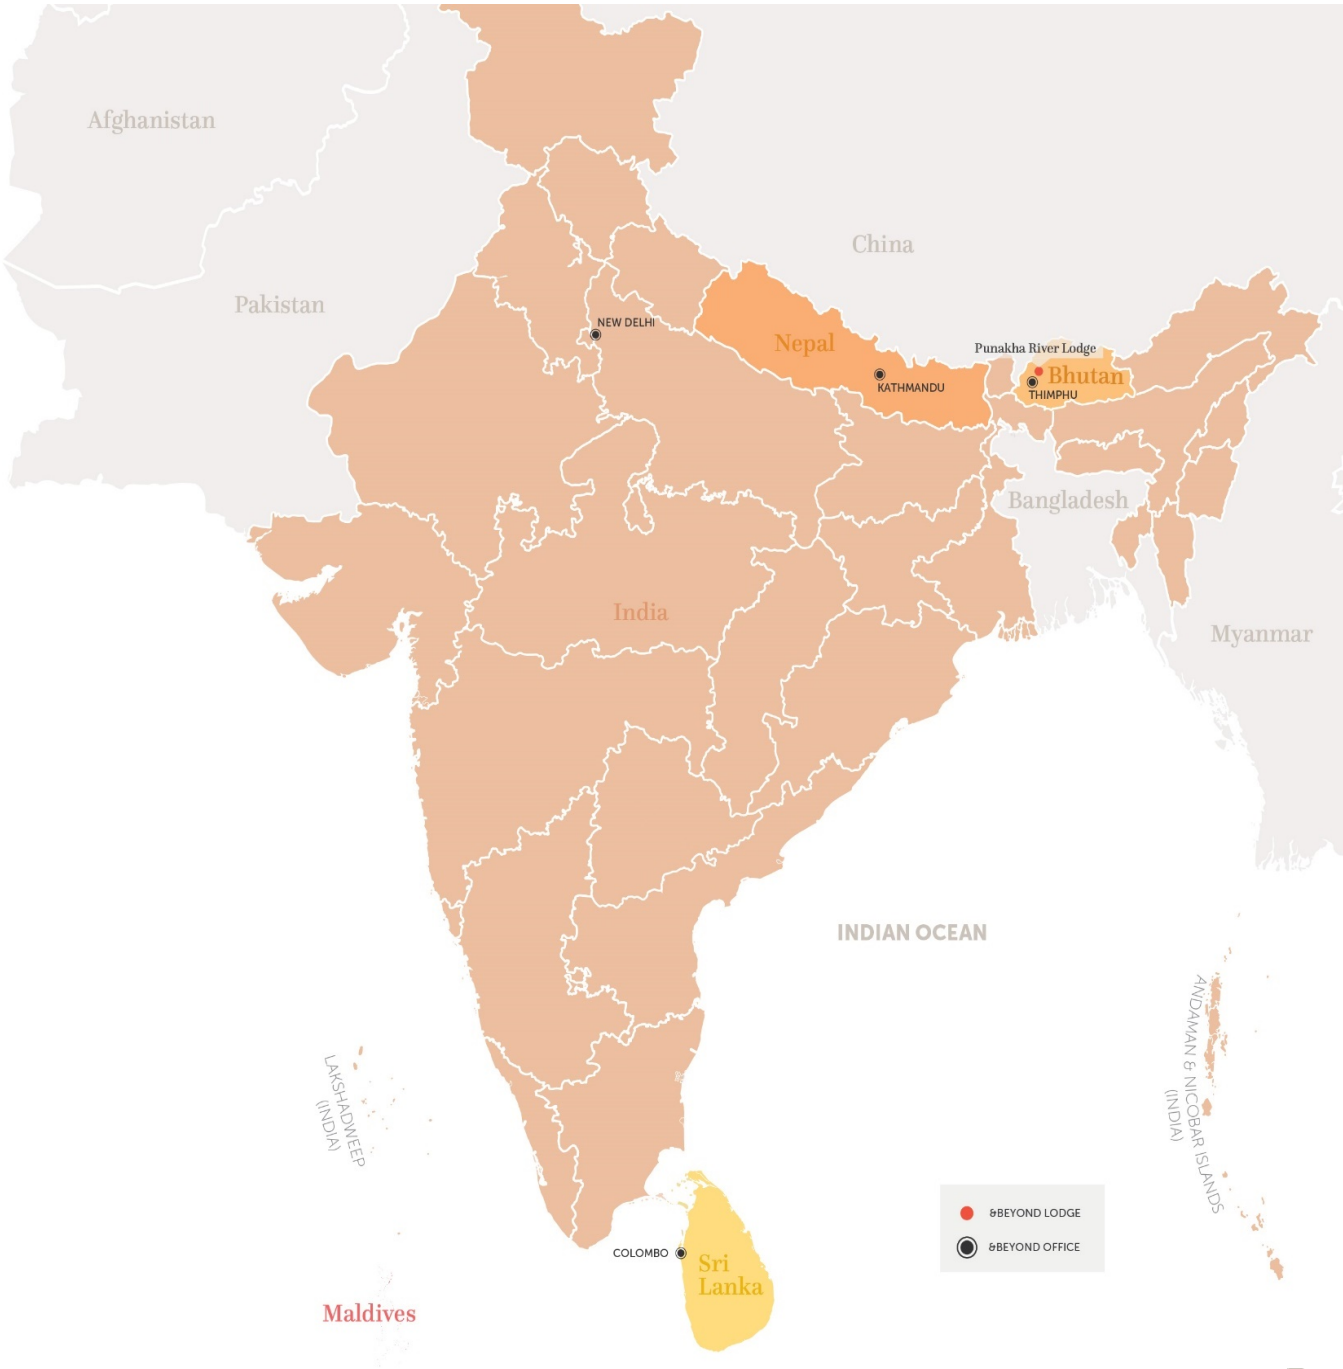 Afghanistan
China
Pakistan
NEW DELHI
Nepal
Punakha River Lodge
Bhutan
KATHMANDU
THIMPHU
Bangladesh
India
Myanmar
INDIAN OCEAN
LAKSHADWEEP
(INDIA)
ANDAMAN & NICOBAR ISLANDS
(INDIA)
&BEYOND LODGE
&BEYOND OFFICE
COLOMBO
Sri
Lanka
Maldives